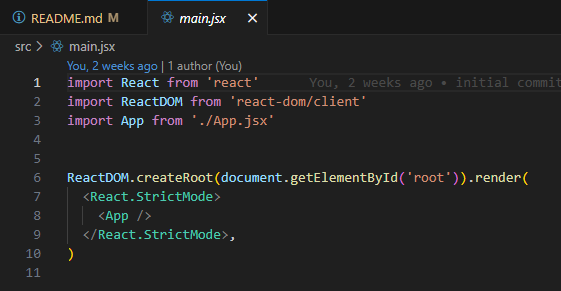 README.md M main.jsx
src > main.jsx
You, 2 weeks ago | 1 author (You)
1 import React from 'react' You, 2 weeks ago • initial commit
2 import ReactDOM from 'react-dom/client'
3 import App from './App.jsx'
4
5
6 ReactDOM.createRoot(document.getElementById('root')).render(
7 <React.StrictMode>
8 <App />
9 </React.StrictMode>,
10 )
11